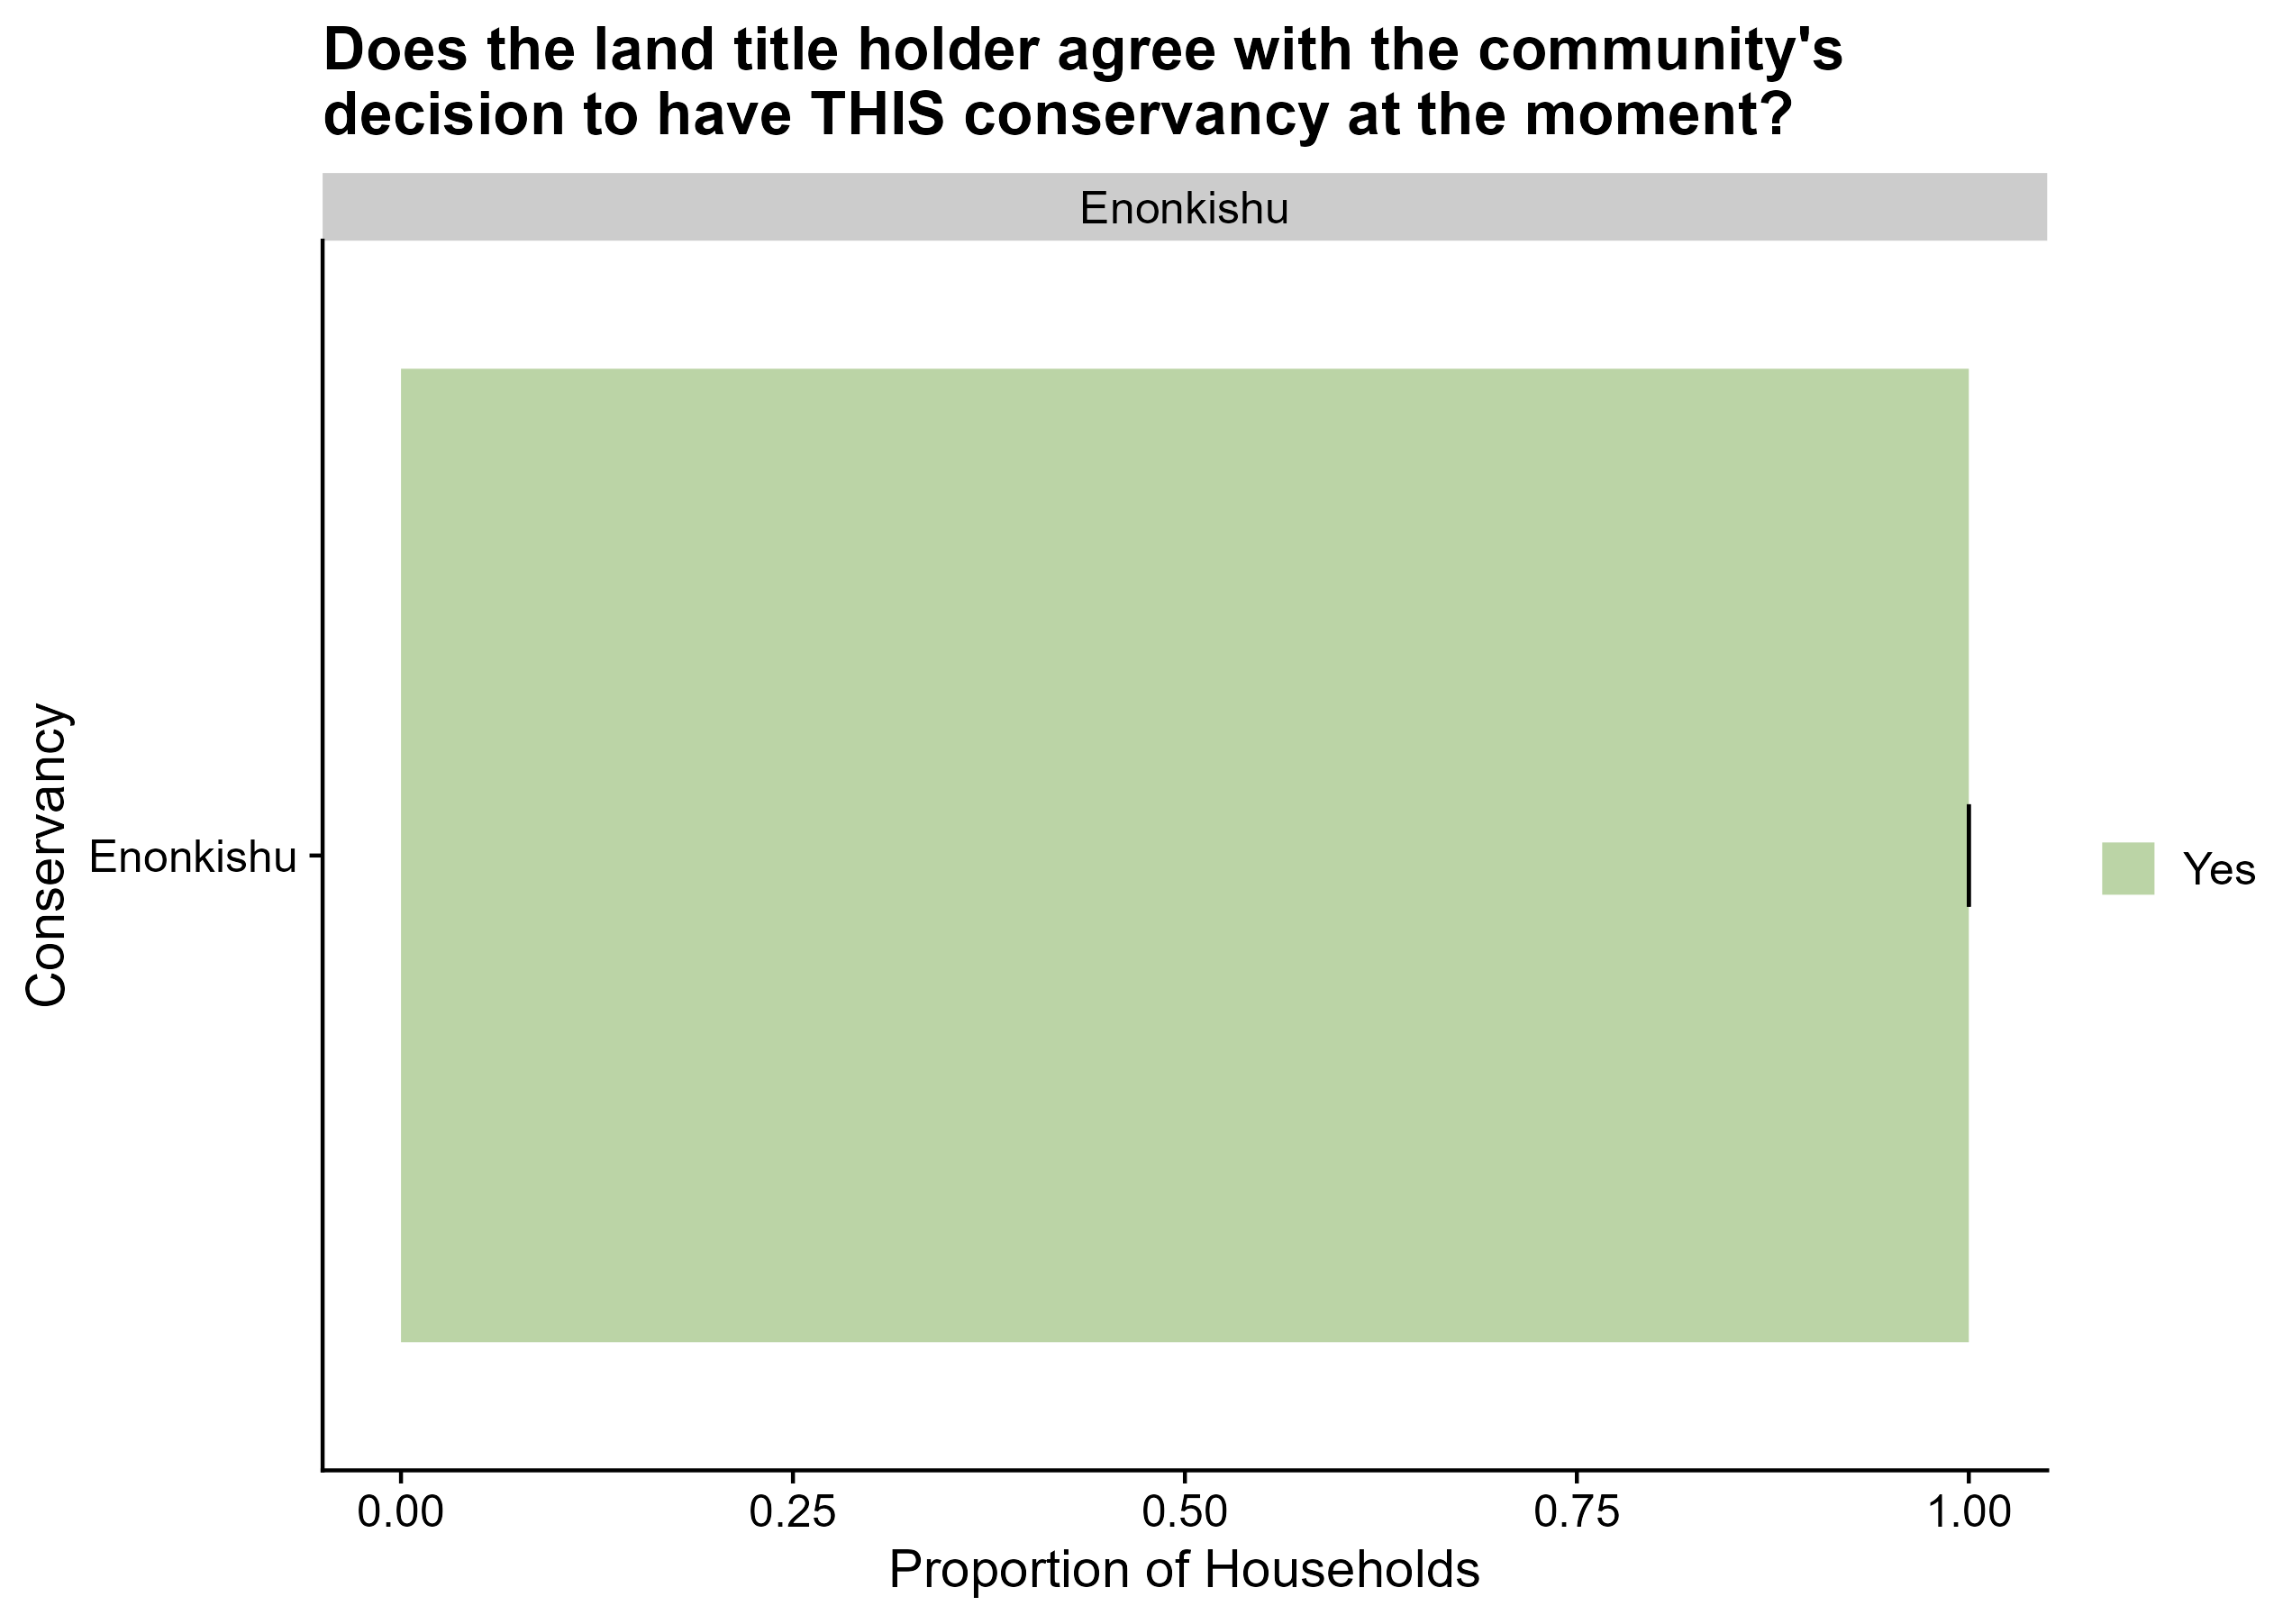 Does the land title holder agree with the community's
decision to have THIS conservancy at the moment?
Enonkishu
Conservancy
Enonkishu
Yes
0.00 0.25 0.50 0.75 1.00
Proportion of Households